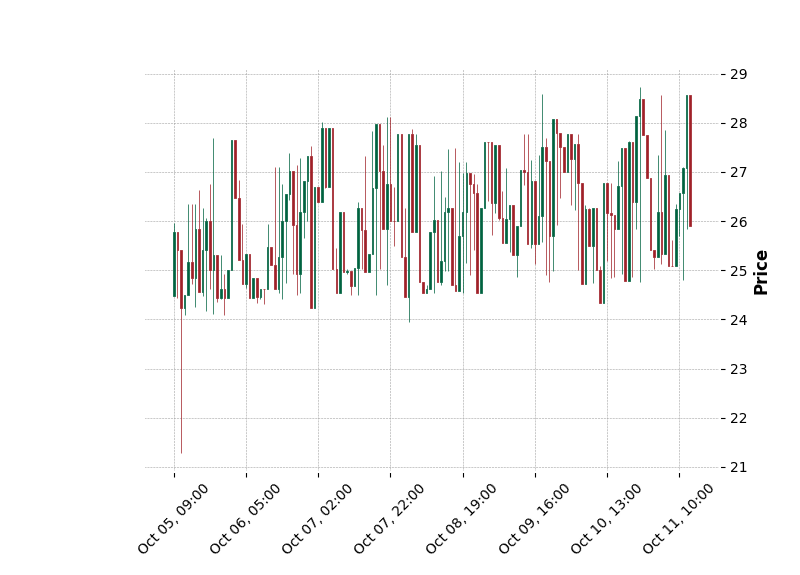 29
28
27
26
25
24
23
22
21
Price
Oct 05, 09:00
Oct 06, 05:00
Oct 07, 02:00
Oct 07, 22:00
Oct 08, 19:00
Oct 09, 16:00
Oct 10, 13:00
Oct 11, 10:00